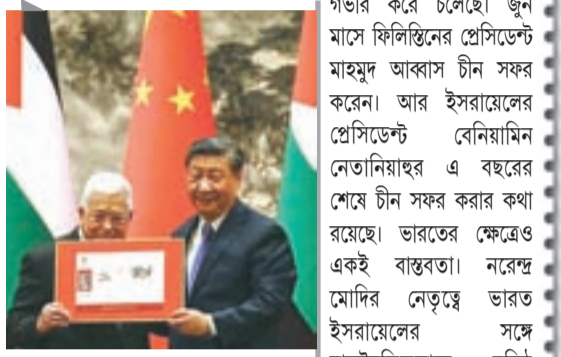 গভীর করে চলেছে। জুন
মাসে ফিলিস্তিনের প্রেসিডেন্ট
মাহমুদ আব্বাস চীন সফর
করেন। আর ইসরায়েলের
প্রেসিডেন্ট বেনিয়ামিন
নেতানিয়াহুর এ বছরের
শেষে চীন সফর করার কথা
রয়েছে। ভারতের ক্ষেত্রেও
একই বাস্তবতা। নরেন্দ্র
মোদির নেতৃত্বে ভারত
ইসরায়েলের সঙ্গে